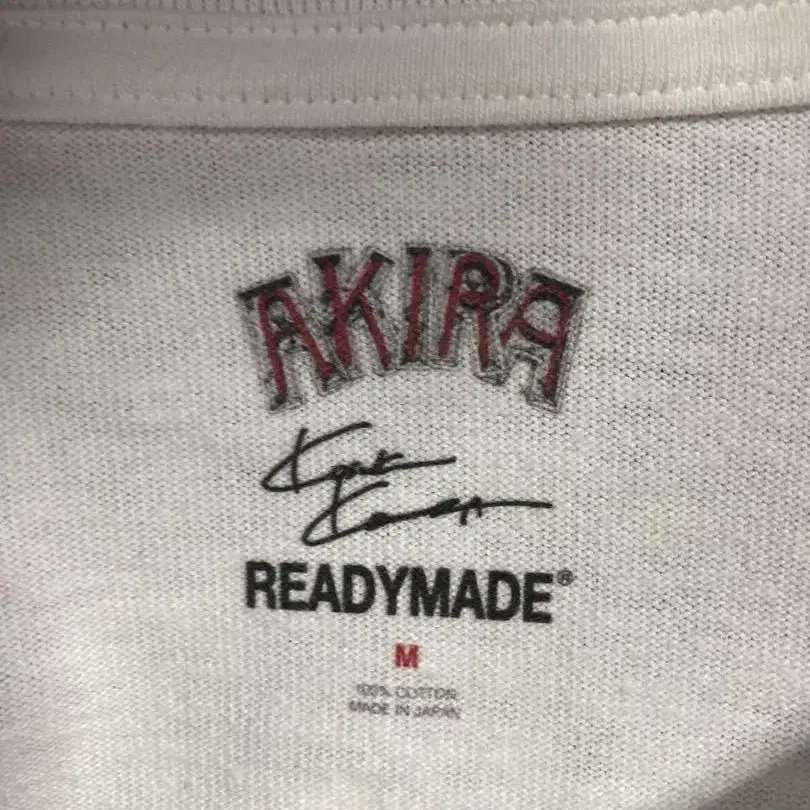 AKIRA
READYMADE®
M
100% COTTON
MADE IN JAPAN